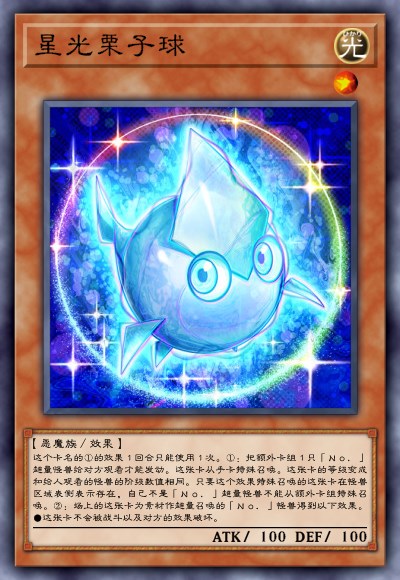 星光栗子球
ひかり
光
【恶魔族／效果】
这个卡名的①的效果1回合只能使用1次。①：把额外卡组1只「No.」
超量怪兽给对方观看才能发动。这张卡从手卡特殊召唤。这张卡的等级变成
和给人观看的怪兽的阶级数值相同。只要这个效果特殊召唤的这张卡在怪兽
区域表侧表示存在，自己不是「No.」超量怪兽不能从额外卡组特殊召
唤。②：场上的这张卡为素材作超量召唤的「No.」怪兽得到以下效果。
●这张卡不会被战斗以及对方的效果破坏。
ATK/ 100 DEF/ 100